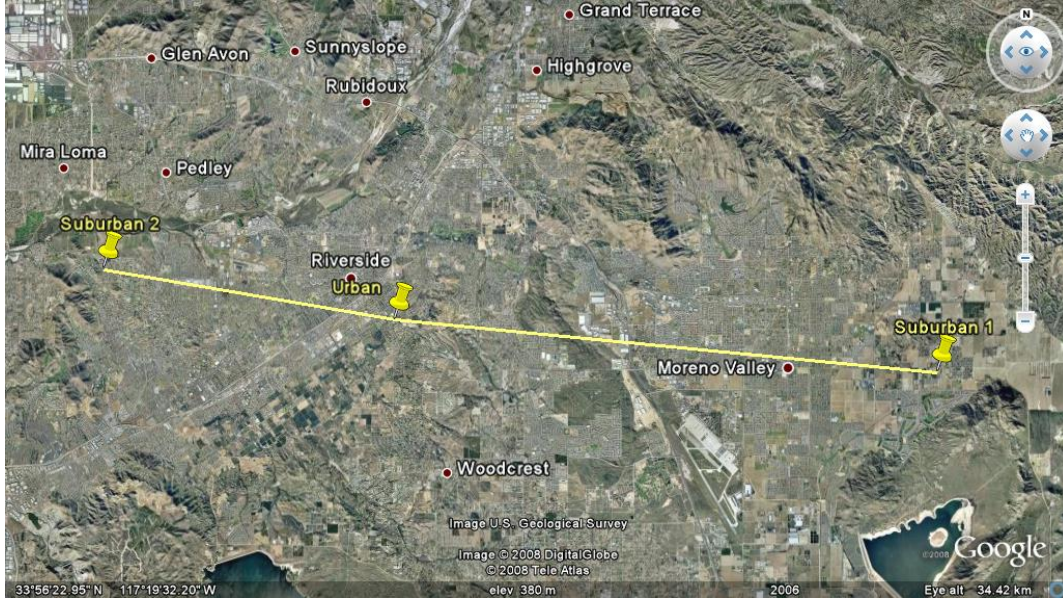 Grand Terrace
N
Glen Avon
Sunnyslope
Highgrove
Rubidoux
Mira Loma
Pedley
Suburban 2
Riverside
Urban
Suburban 1
Moreno Valley
Woodcrest
Image U.S. Geological Survey
Image © 2008 DigitalGlobe
© 2008 Tele Atlas
©2008 Google
33°56'22.95" N 117°19'32.20" W elev 380 m 2006 Eye alt 34.42 km